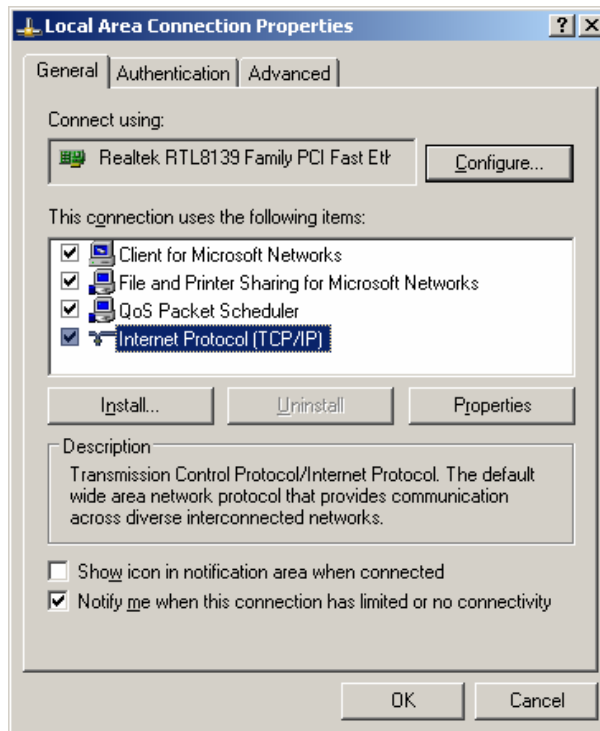 Local Area Connection Properties
General Authentication Advanced
Connect using:
Realtek RTL8139 Family PCI Fast Eth
Configure...
This connection uses the following items:
Client for Microsoft Networks
File and Printer Sharing for Microsoft Networks
QoS Packet Scheduler
Internet Protocol (TCP/IP)
Install... Uninstall Properties
Description
Transmission Control Protocol/Internet Protocol. The default
wide area network protocol that provides communication
across diverse interconnected networks.
Show icon in notification area when connected
Notify me when this connection has limited or no connectivity
OK Cancel